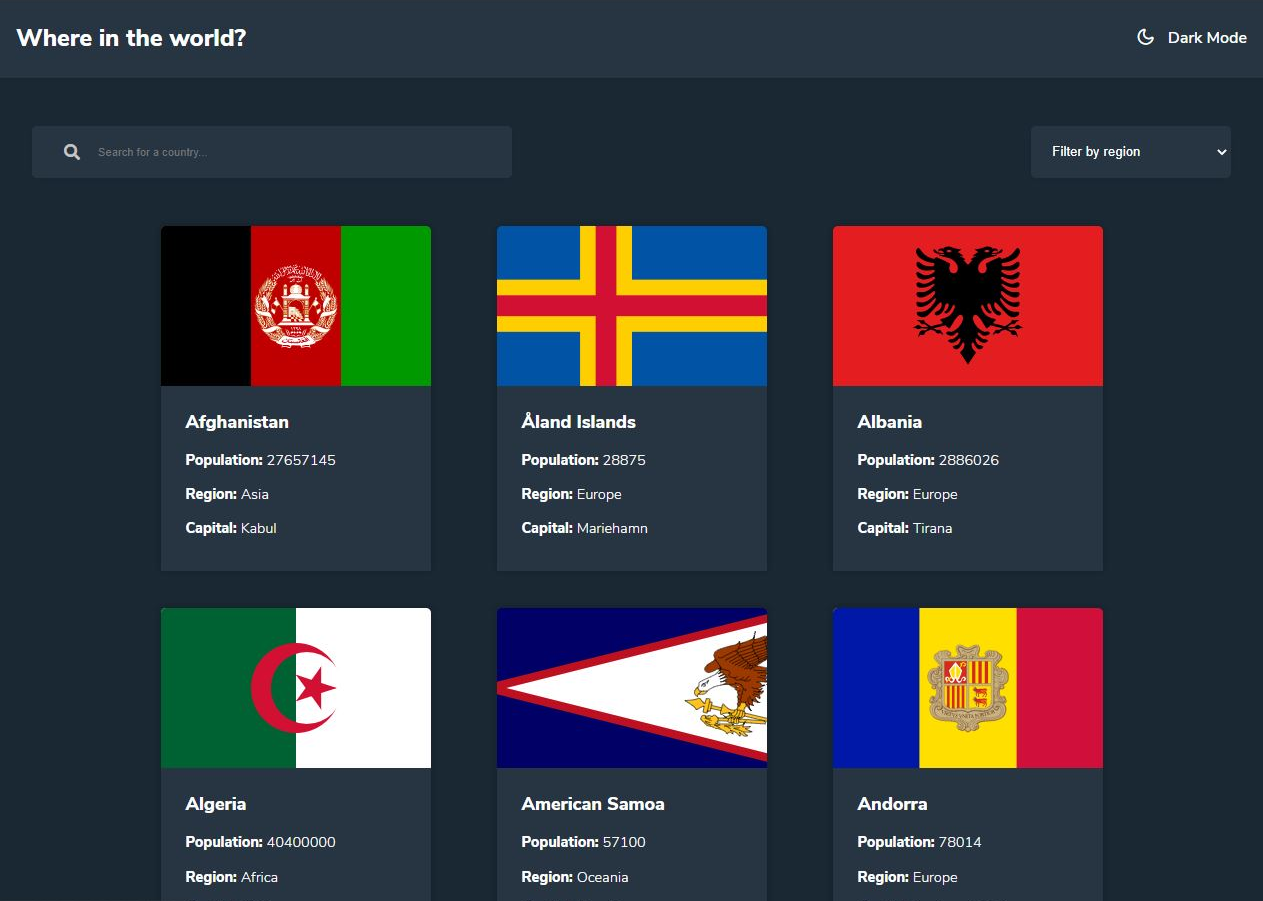 Where in the world?
Dark Mode
Search for a country...
Filter by region
Afghanistan
Population: 27657145
Region: Asia
Capital: Kabul
Åland Islands
Population: 28875
Region: Europe
Capital: Mariehamn
Albania
Population: 2886026
Region: Europe
Capital: Tirana
Algeria
Population: 40400000
Region: Africa
American Samoa
Population: 57100
Region: Oceania
Andorra
Population: 78014
Region: Europe